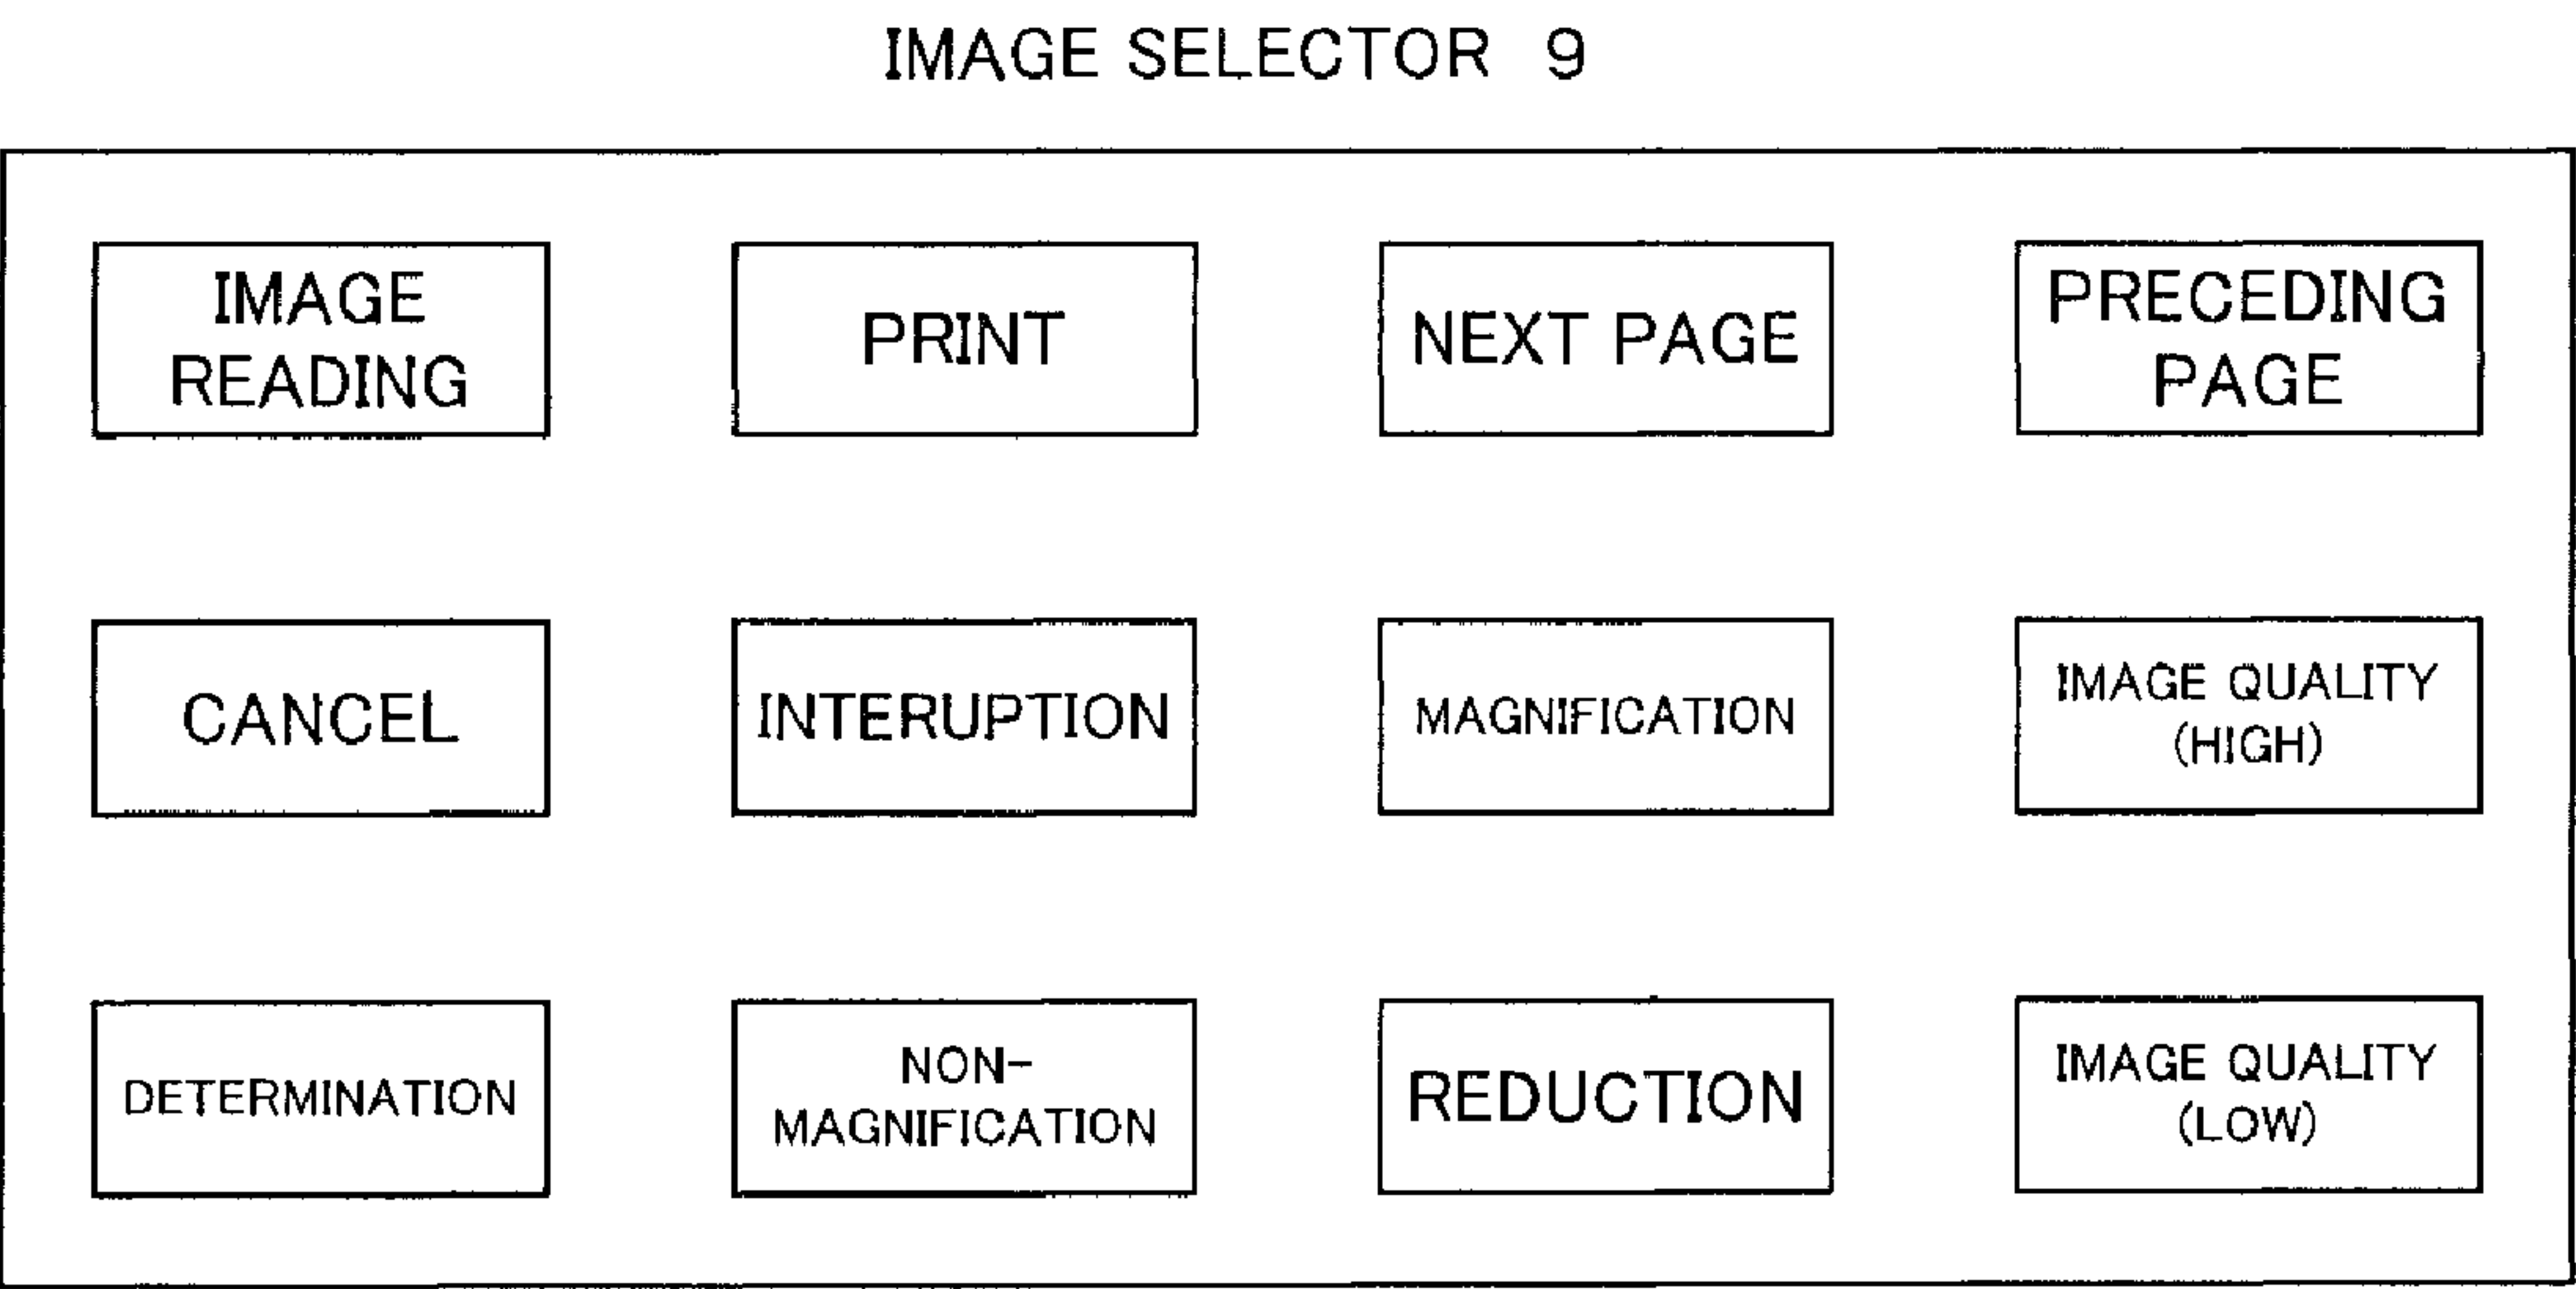 IMAGE SELECTOR 9
IMAGE
READING
PRINT
NEXT PAGE
PRECEDING
PAGE
CANCEL
INTERUPTION
MAGNIFICATION
IMAGE QUALITY
(HIGH)
DETERMINATION
NON-
MAGNIFICATION
REDUCTION
IMAGE QUALITY
(LOW)